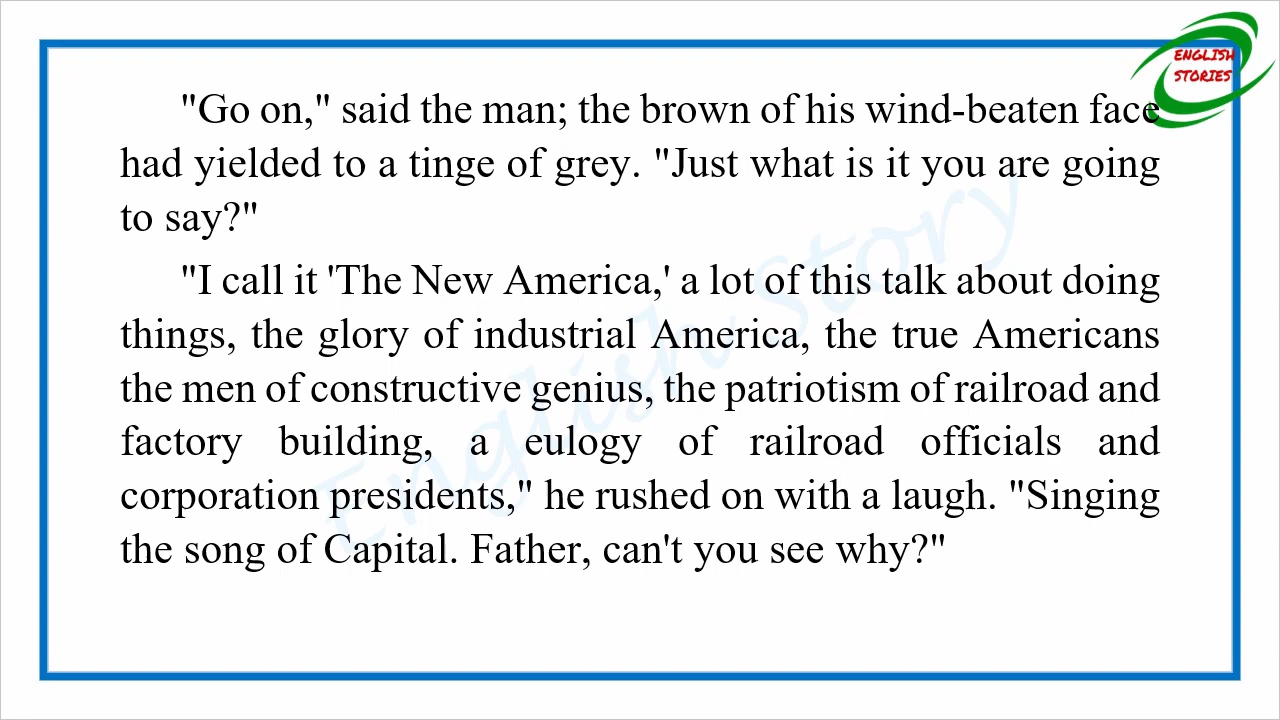 ENGLISH
STORIES
"Go on," said the man; the brown of his wind-beaten face
had yielded to a tinge of grey. "Just what is it you are going
to say?"
"I call it 'The New America,' a lot of this talk about doing
things, the glory of industrial America, the true Americans
the men of constructive genius, the patriotism of railroad and
factory building, a eulogy of railroad officials and
corporation presidents," he rushed on with a laugh. "Singing
the song of Capital. Father, can't you see why?"
English Story